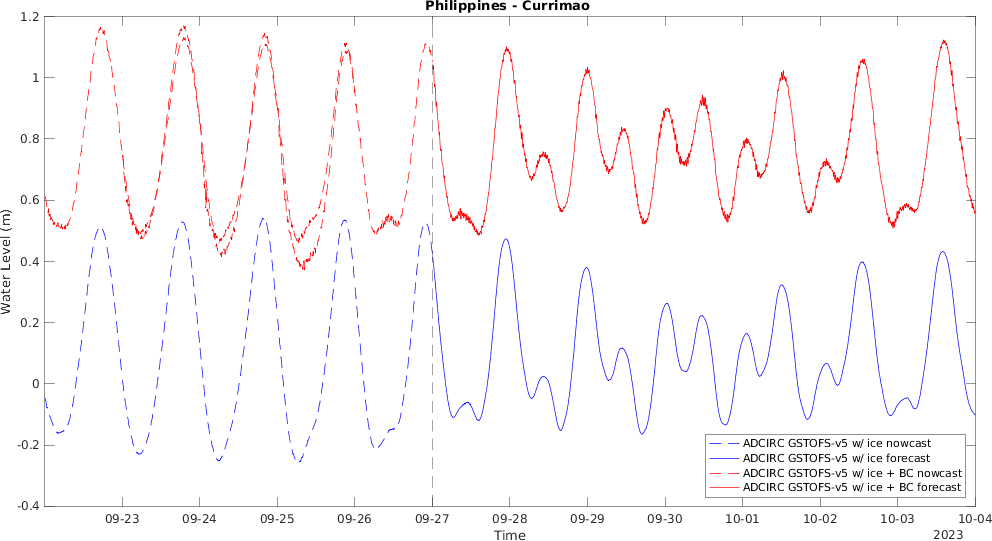 Philippines - Currimao
1.2
1
0.8
0.6
0.4
0.2
0
-0.2
-0.4
Water Level (m)
ADCIRC GSTOFS-v5 w/ ice nowcast
ADCIRC GSTOFS-v5 w/ ice forecast
ADCIRC GSTOFS-v5 w/ ice + BC nowcast
ADCIRC GSTOFS-v5 w/ ice + BC forecast
09-23 09-24 09-25 09-26 09-27 09-28 09-29 09-30 10-01 10-02 10-03 10-04
Time
2023